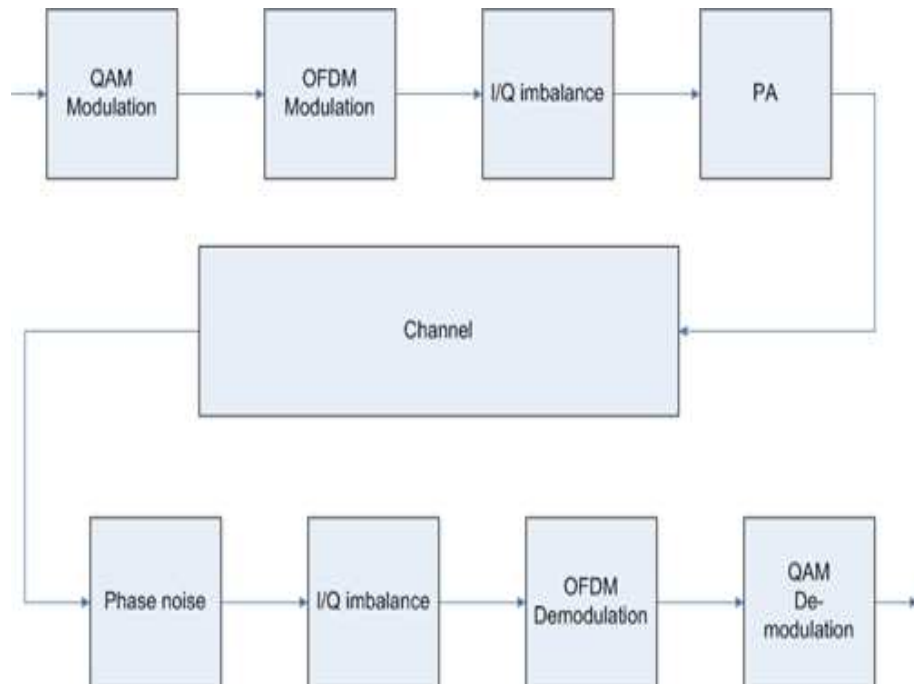 QAM
Modulation
OFDM
Modulation
I/Q imbalance
PA
Channel
Phase noise
I/Q imbalance
OFDM
Demodulation
QAM
De-
modulation